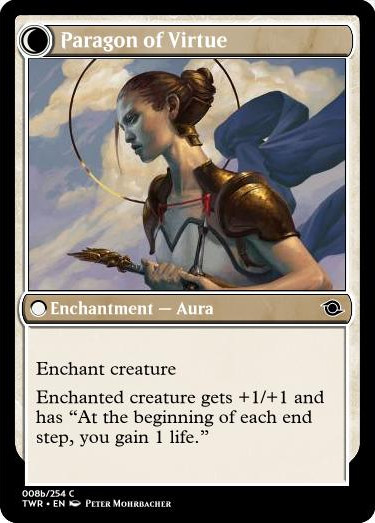 Paragon of Virtue
Enchantment — Aura
Enchant creature
Enchanted creature gets +1/+1 and
has “At the beginning of each end
step, you gain 1 life.”
008b/254 C
TWR • EN Peter Mohrbacher